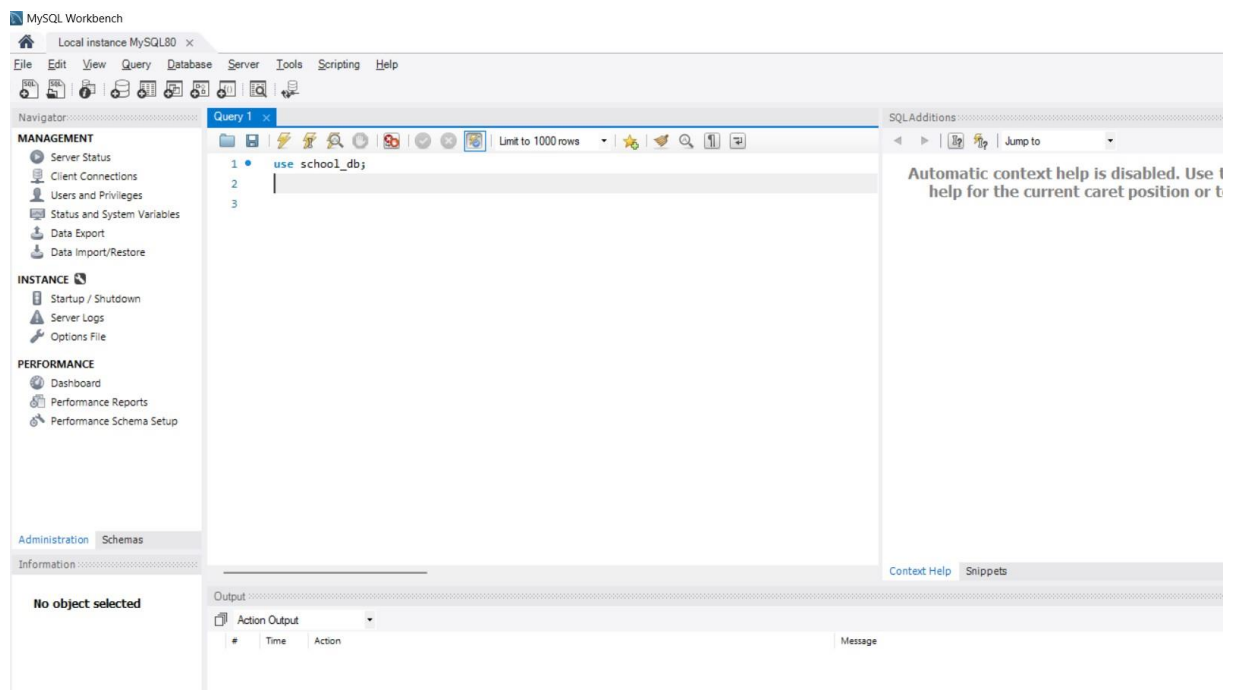 MySQL Workbench
Local instance MySQL80 ×
File Edit View Query Database Server Tools Scripting Help
Navigator
MANAGEMENT
Server Status
Client Connections
Users and Privileges
Status and System Variables
Data Export
Data Import/Restore
INSTANCE
Startup / Shutdown
Server Logs
Options File
PERFORMANCE
Dashboard
Performance Reports
Performance Schema Setup
Administration Schemas
Information
No object selected
Query 1 ×
Limit to 1000 rows
1 use school_db;
2
3
SQLAdditions
Jump to
Automatic context help is disabled. Use
help for the current caret position or
Context Help Snippets
Output
Action Output
# Time Action Message